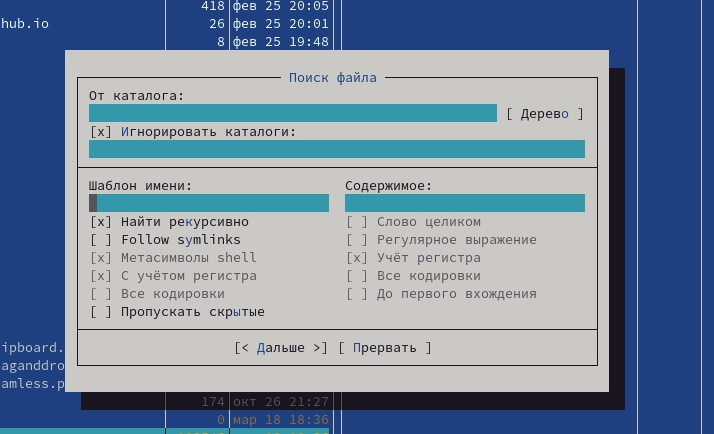 418 фев 25 20:05
hub.io 26 фев 25 20:01
8 фев 25 19:48
Поиск файла
От каталога:
[ Дерево ]
[x] Игнорировать каталоги:
Шаблон имени: Содержимое:
[x] Найти рекурсивно [ ] Слово целиком
[ ] Follow symlinks [ ] Регулярное выражение
[x] Метасимволы shell [x] Учёт регистра
[x] С учётом регистра [ ] Все кодировки
[ ] Все кодировки [ ] До первого вхождения
[ ] Пропускать скрытые
ipboard. [< Дальше >] [ Прервать ]
aganddro
amless.p
174 окт 26 21:27
0 мар 18 18:36